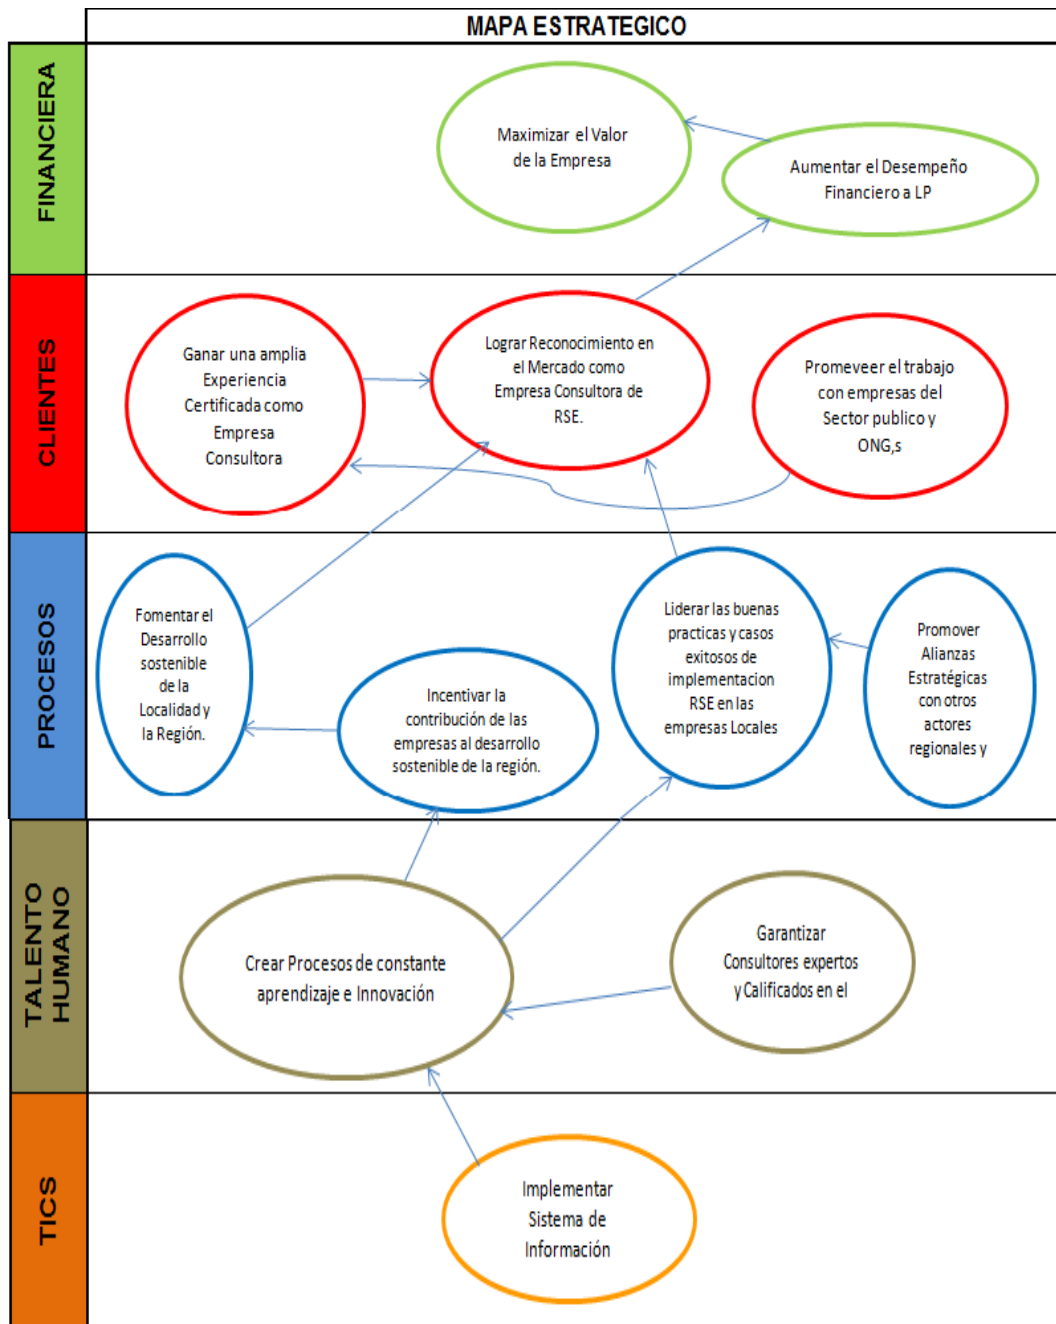 MAPA ESTRATEGICO
FINANCIERA
Maximizar el Valor
de la Empresa
Aumentar el Desempeño
Financiero a LP
CLIENTES
Ganar una amplia
Experiencia
Certificada como
Empresa
Consultora
Lograr Reconocimiento en
el Mercado como
Empresa Consultora de
RSE.
Promeveer el trabajo
con empresas del
Sector publico y
ONG,s
PROCESOS
Fomentar el
Desarrollo
sostenible
de la
Localidad y
la Región.
Incentivar la
contribución de las
empresas al desarrollo
sostenible de la región.
Liderar las buenas
practicas y casos
exitosos de
implementacion
RSE en las
empresas Locales
Promover
Alianzas
Estratégicas
con otros
actores
regionales y
TALENTO
HUMANO
Crear Procesos de constante
aprendizaje e Innovación
Garantizar
Consultores expertos
y Calificados en el
TICS
Implementar
Sistema de
Información